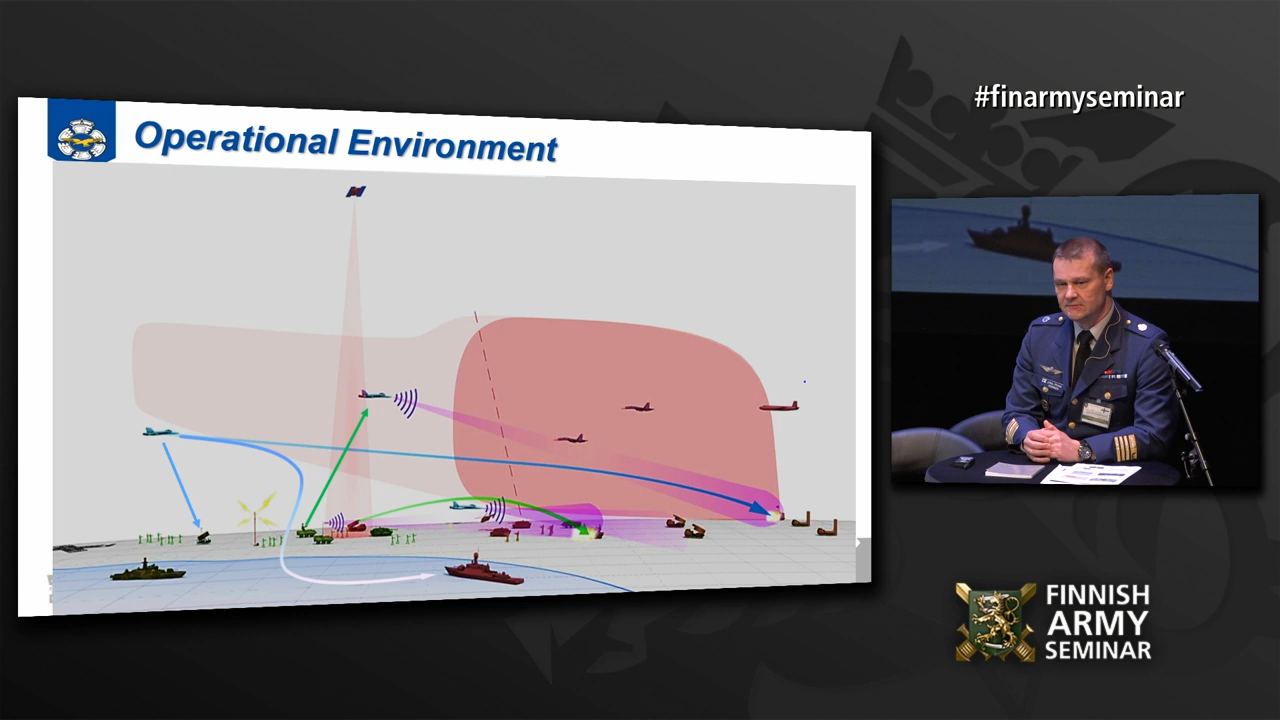 #finarmyseminar
Operational Environment
FINNISH
ARMY
SEMINAR